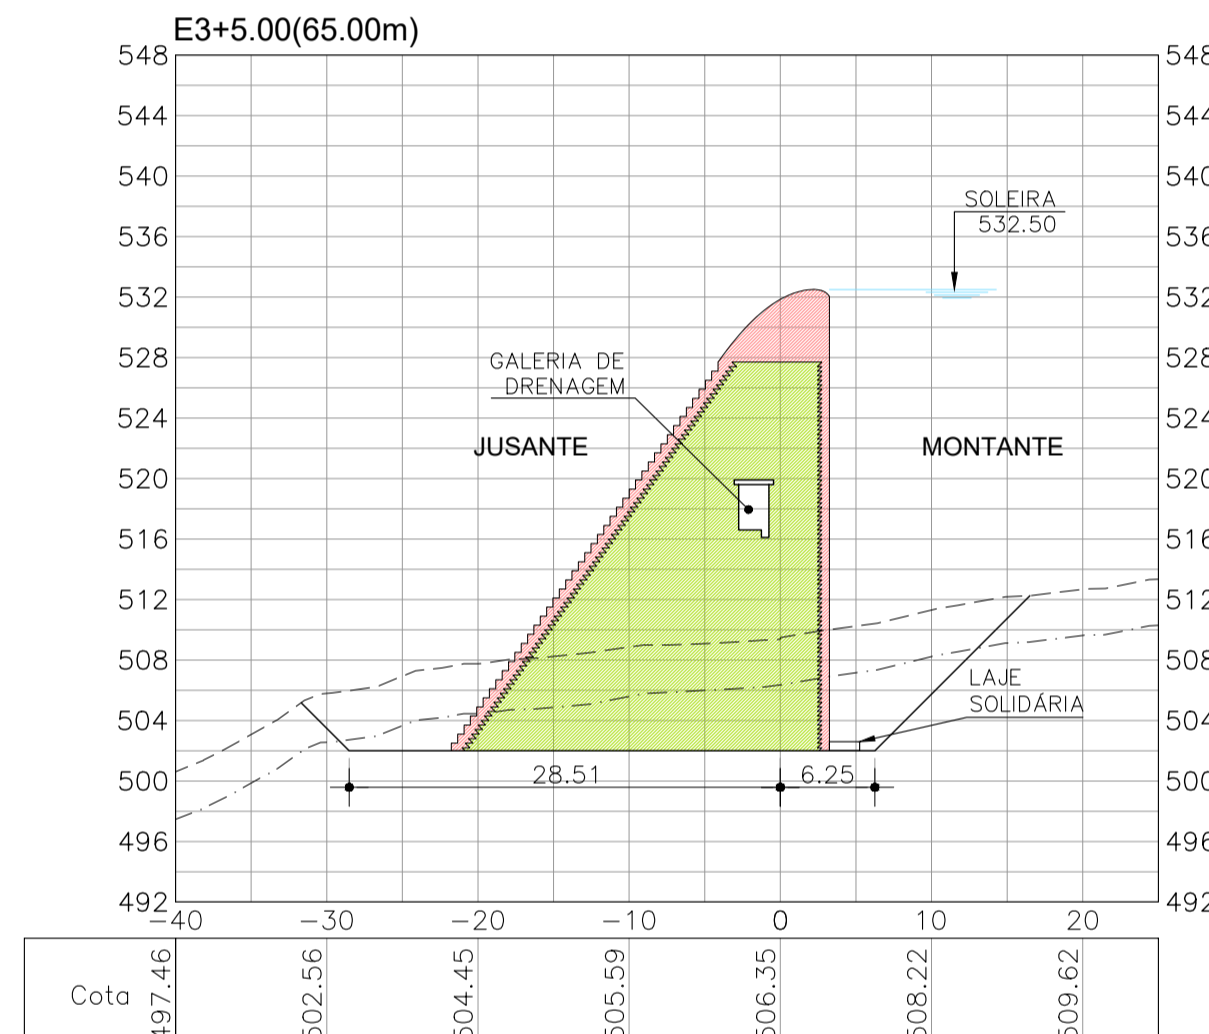 E3+5.00(65.00m)
548 548
544 544
540 540
SOLEIRA
532.50
536 536
532 532
528 528
GALERIA DE
DRENAGEM
524 524
JUSANTE MONTANTE
520 520
516 516
512 512
508 508
LAJE
SOLIDÁRIA
504 504
28.51 6.25
500 500
496 496
492 492
-40 -30 -20 -10 0 10 20
Cota 497.46 502.56 504.45 505.59 506.35 508.22 509.62